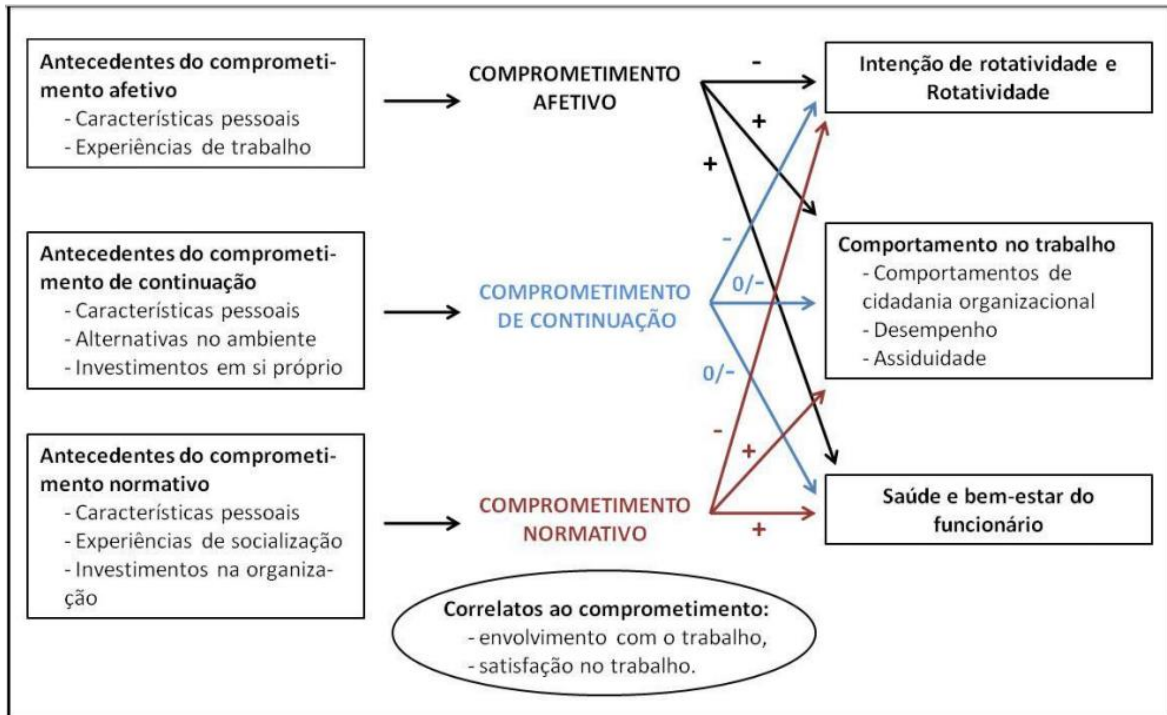 Antecedentes do comprometi-
mento afetivo
- Características pessoais
- Experiências de trabalho
COMPROMETIMENTO
AFETIVO
-
+
+
Intenção de rotatividade e
Rotatividade
Antecedentes do comprometi-
mento de continuação
- Características pessoais
- Alternativas no ambiente
- Investimentos em si próprio
COMPROMETIMENTO
DE CONTINUAÇÃO
-
0/-
0/-
Comportamento no trabalho
- Comportamentos de
cidadania organizacional
- Desempenho
- Assiduidade
Antecedentes do comprometi-
mento normativo
- Características pessoais
- Experiências de socialização
- Investimentos na organiza-
ção
COMPROMETIMENTO
NORMATIVO
-
+
+
Saúde e bem-estar do
funcionário
Correlatos ao comprometimento:
- envolvimento com o trabalho,
- satisfação no trabalho.